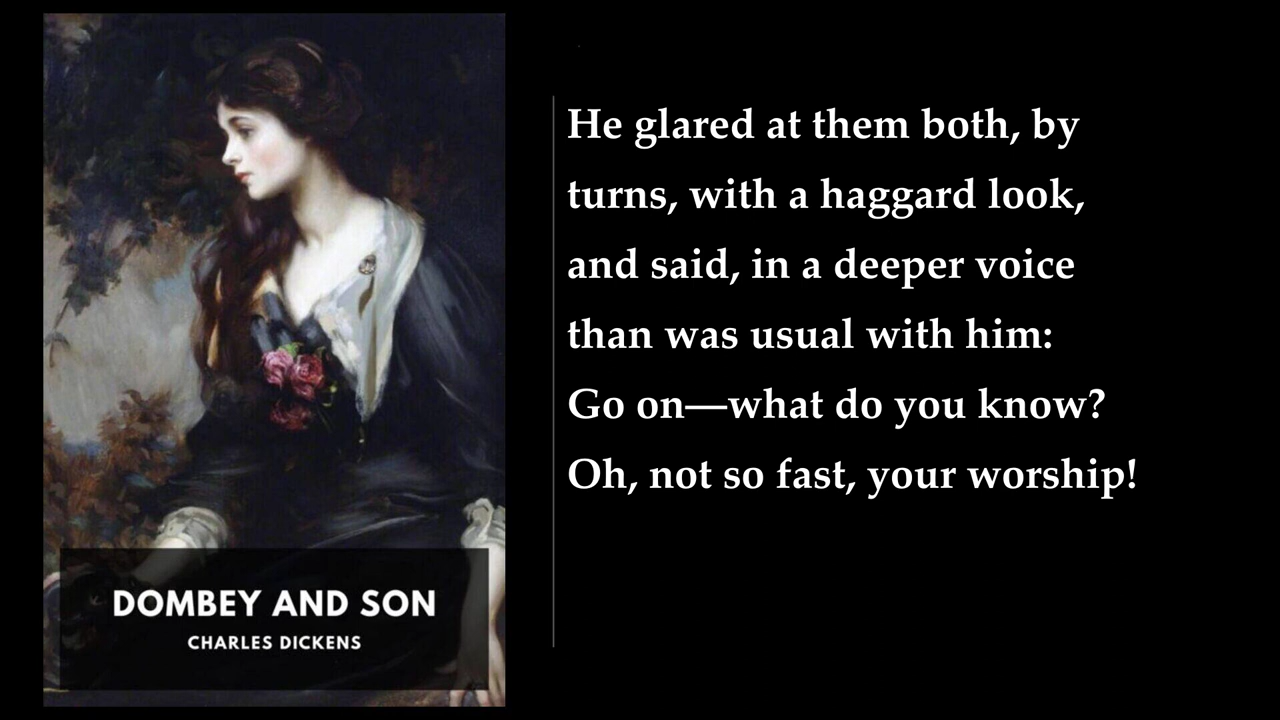 DOMBEY AND SON
CHARLES DICKENS
He glared at them both, by
turns, with a haggard look,
and said, in a deeper voice
than was usual with him:
Go on—what do you know?
Oh, not so fast, your worship!